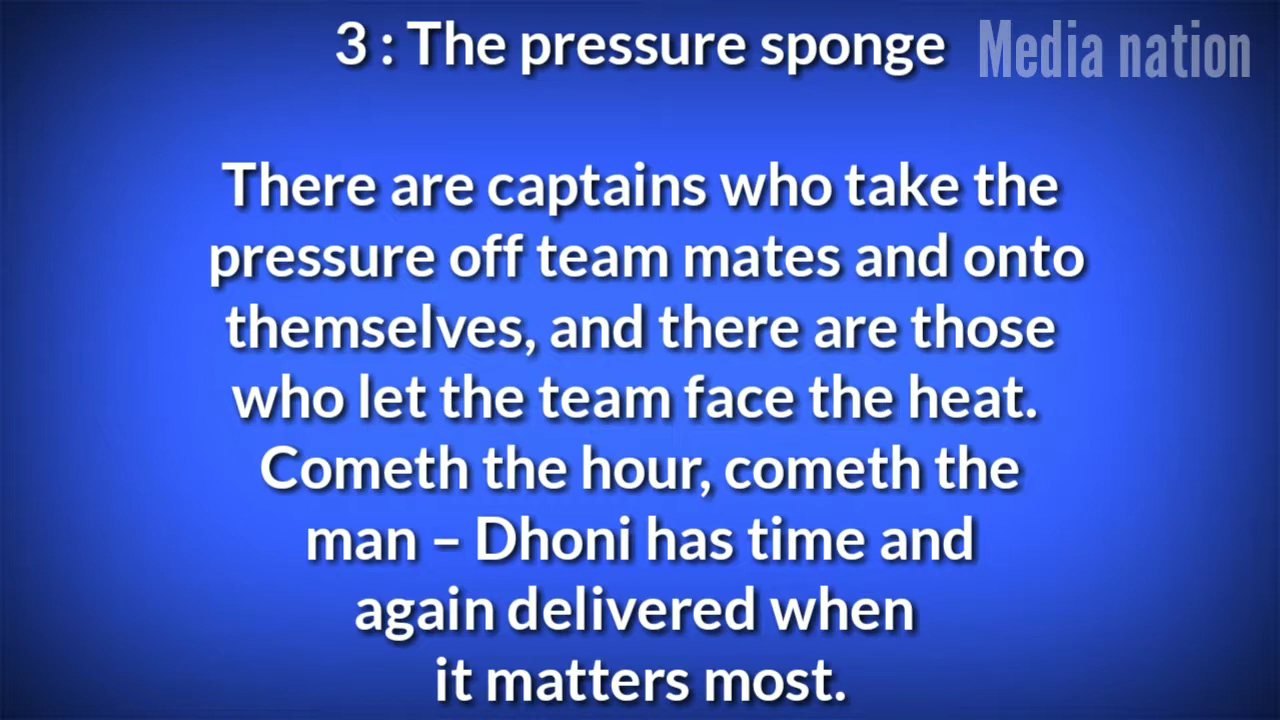 3 : The pressure sponge
Media nation
There are captains who take the
pressure off team mates and onto
themselves, and there are those
who let the team face the heat.
Cometh the hour, cometh the
man – Dhoni has time and
again delivered when
it matters most.